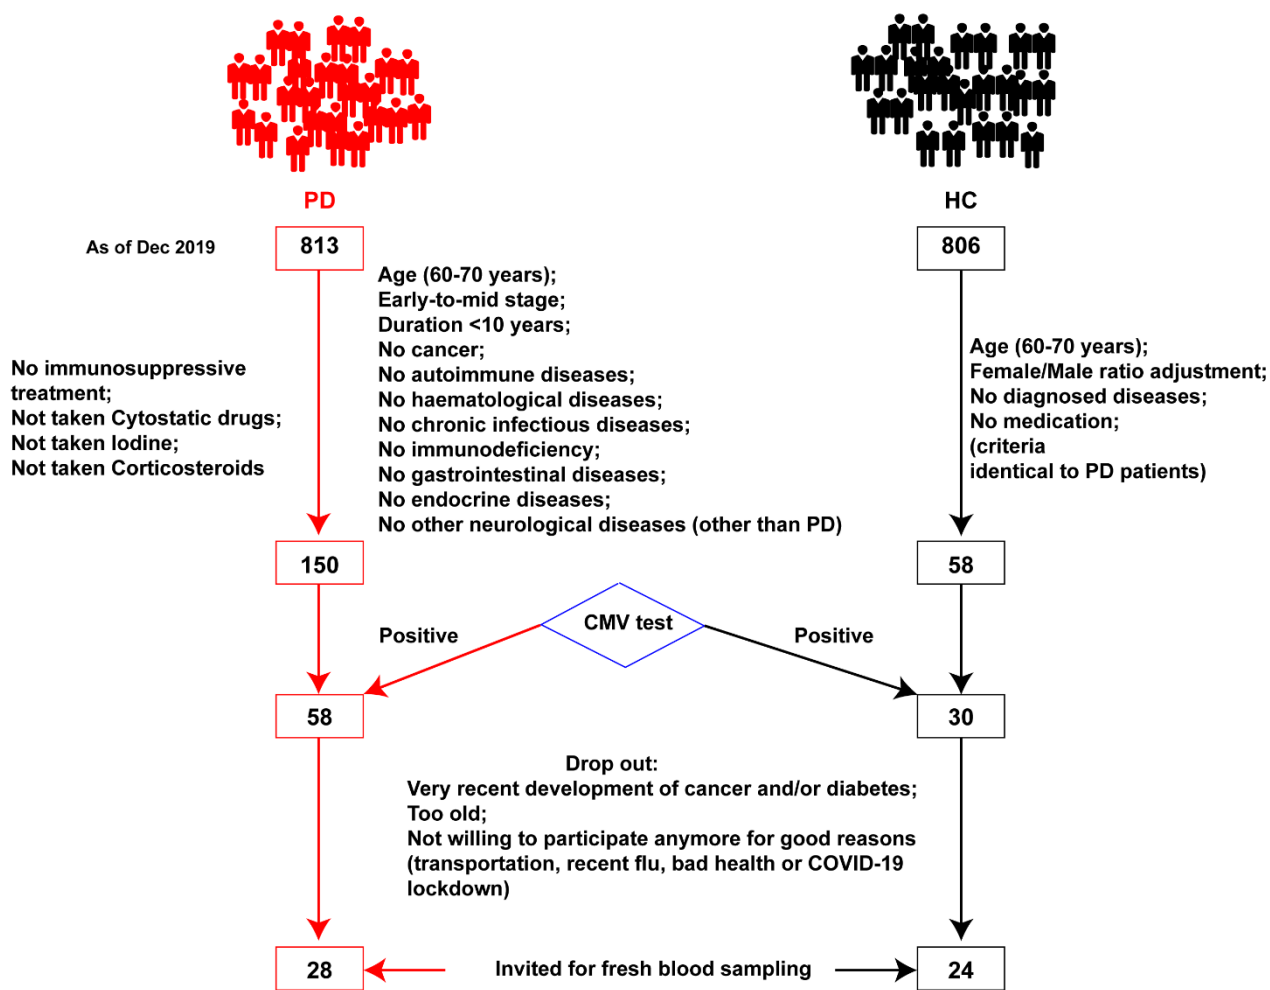 PD
HC
As of Dec 2019
813
806
Age (60-70 years);
Early-to-mid stage;
Duration <10 years;
No cancer;
No autoimmune diseases;
No haematological diseases;
No chronic infectious diseases;
No immunodeficiency;
No gastrointestinal diseases;
No endocrine diseases;
No other neurological diseases (other than PD)
No immunosuppressive
treatment;
Not taken Cytostatic drugs;
Not taken Iodine;
Not taken Corticosteroids
Age (60-70 years);
Female/Male ratio adjustment;
No diagnosed diseases;
No medication;
(criteria
identical to PD patients)
150
58
CMV test
Positive
Positive
58
30
Drop out:
Very recent development of cancer and/or diabetes;
Too old;
Not willing to participate anymore for good reasons
(transportation, recent flu, bad health or COVID-19
lockdown)
28
Invited for fresh blood sampling
24